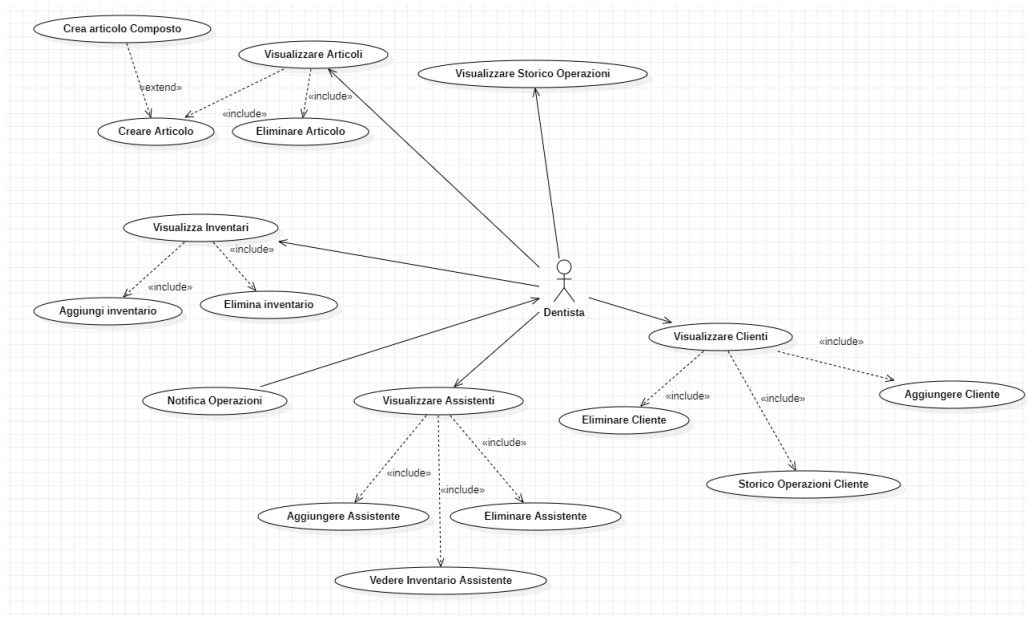 Crea articolo Composto
Visualizzare Articoli
Visualizzare Storico Operazioni
«extend»
«include»
«include»
Creare Articolo
Eliminare Articolo
Visualizza Inventari
«include»
«include»
Aggiungi inventario
Elimina inventario
Dentista
Visualizzare Clienti
«include»
Notifica Operazioni
Visualizzare Assistenti
«include»
«include»
Aggiungere Cliente
Eliminare Cliente
«include»
«include»
«include»
Storico Operazioni Cliente
Aggiungere Assistente
Eliminare Assistente
Vedere Inventario Assistente